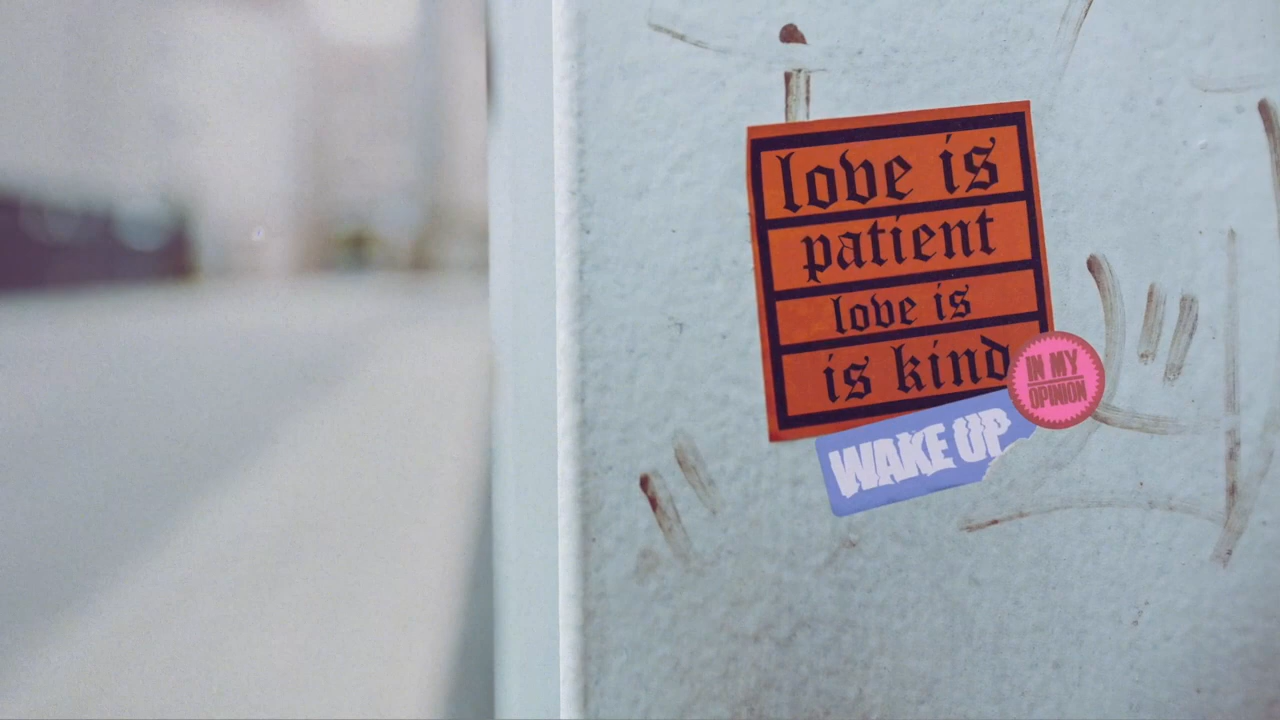 love is
patient
love is
is kind
IN MY
OPINION
WAKE UP